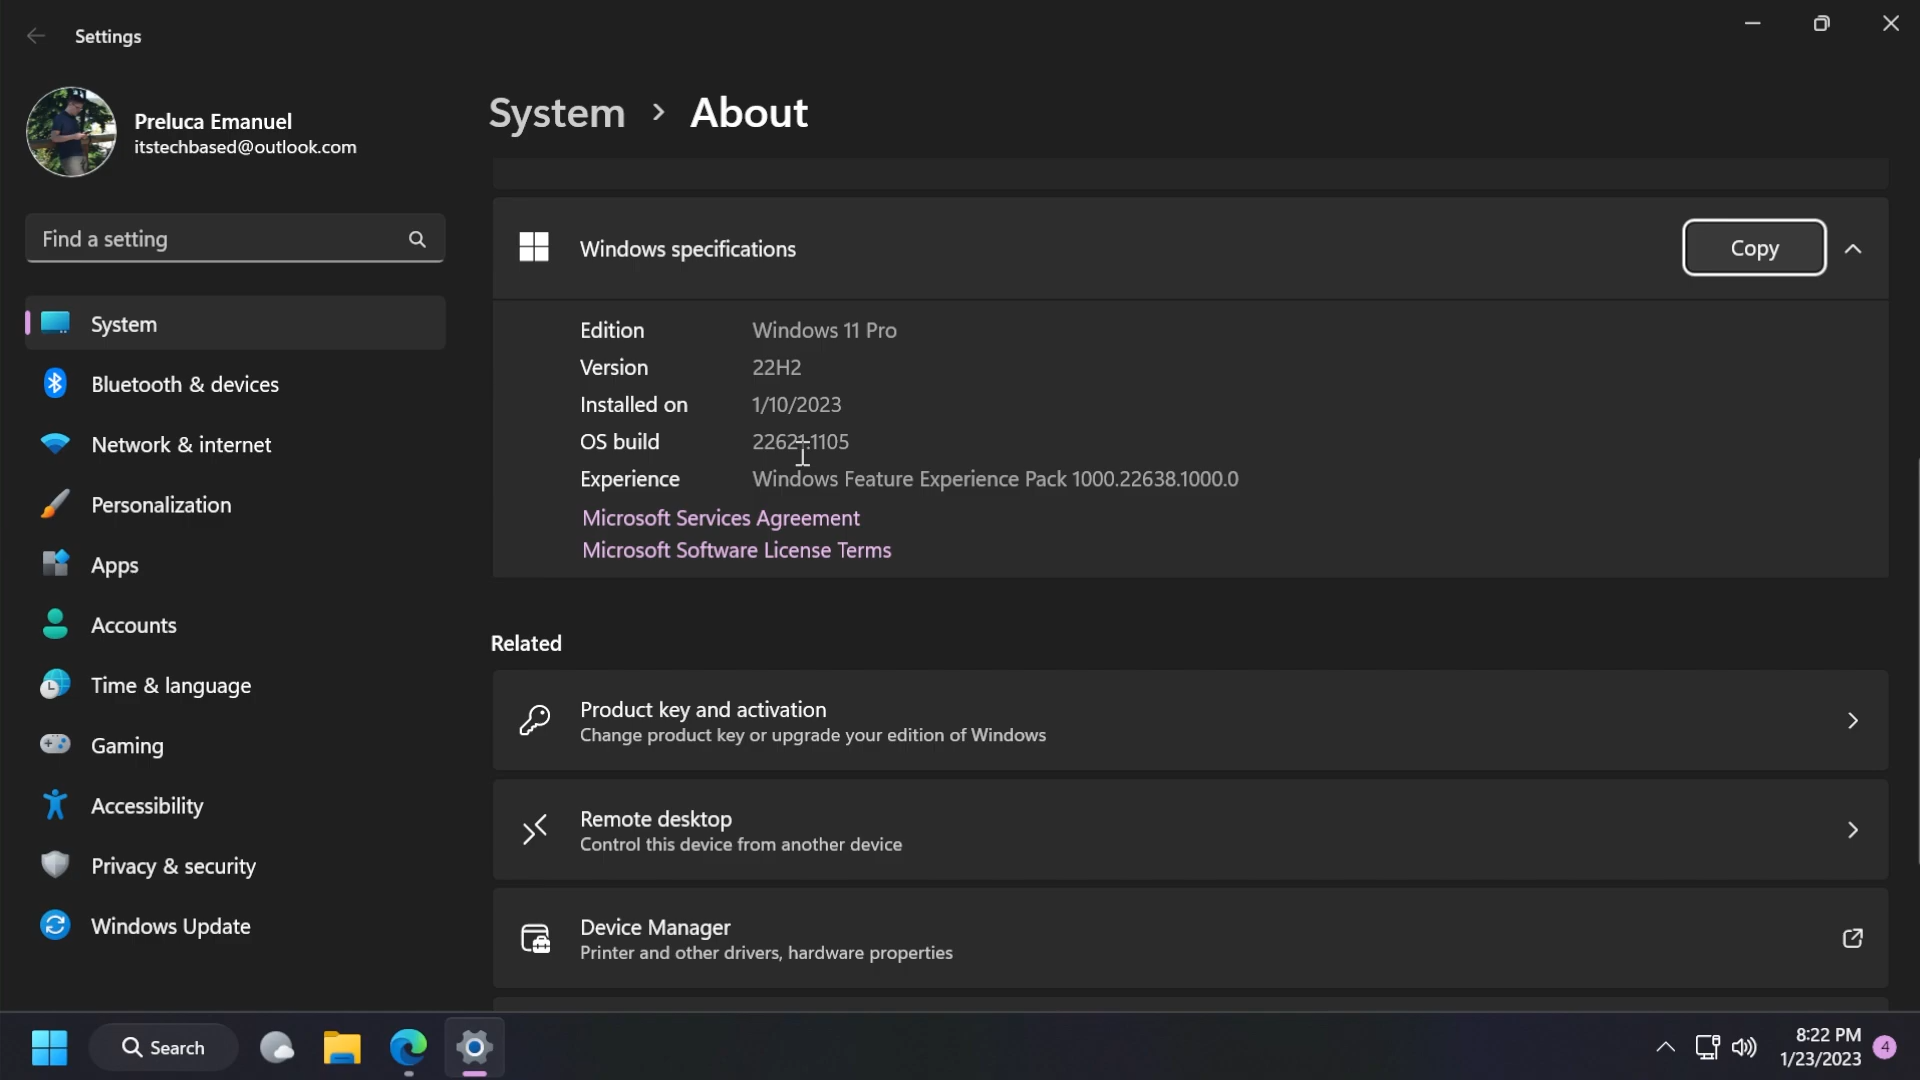 Settings
Preluca Emanuel
itstechbased@outlook.com
Find a setting
System
Bluetooth & devices
Network & internet
Personalization
Apps
Accounts
Time & language
Gaming
Accessibility
Privacy & security
Windows Update
System > About
Windows specifications
Copy
Edition Windows 11 Pro
Version 22H2
Installed on 1/10/2023
OS build 22621.1105
Experience Windows Feature Experience Pack 1000.22638.1000.0
Microsoft Services Agreement
Microsoft Software License Terms
Related
Product key and activation
Change product key or upgrade your edition of Windows
Remote desktop
Control this device from another device
Device Manager
Printer and other drivers, hardware properties
Search
8:22 PM
1/23/2023
4